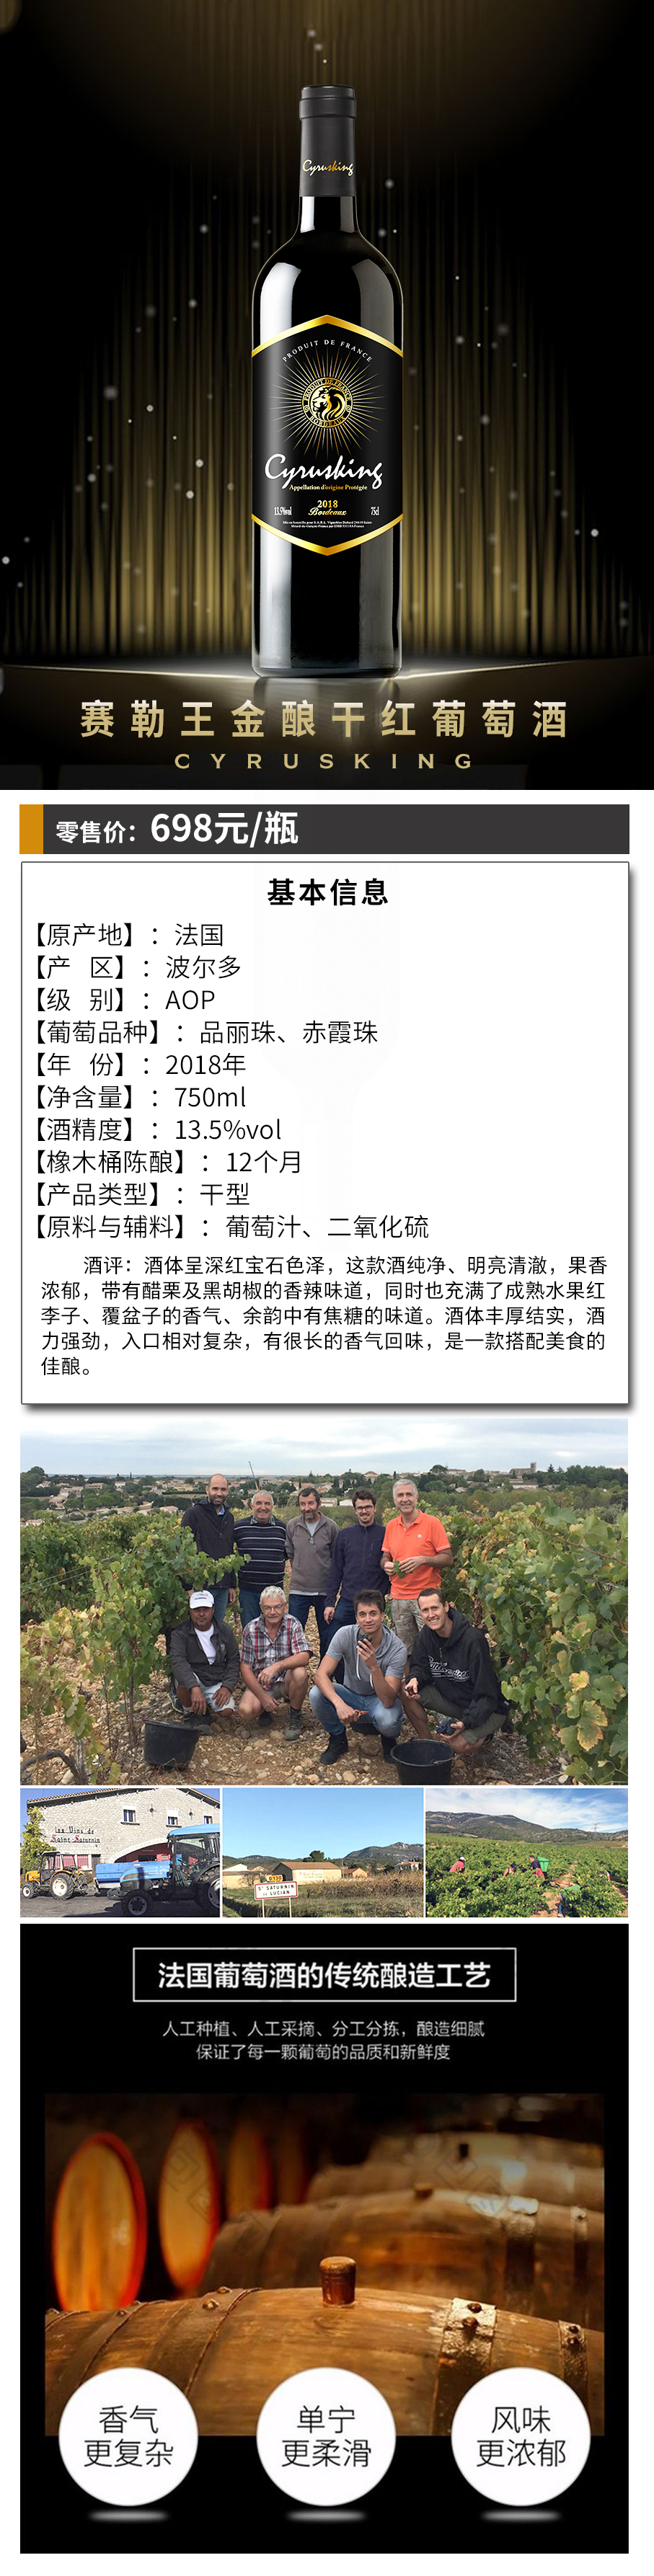 Cyrusking
PRODUIT DE FRANCE
PRODUIT DE FRANCE
BORDEAUX
Cyrusking
Appellation d'origine Protégée
2018
13.5%vol
Bordeaux
75cl
赛勒王金酿干红葡萄酒
CYRUSKING
零售价：698元/瓶
基本信息
【原产地】：法国
【产 区】：波尔多
【级 别】：AOP
【葡萄品种】：品丽珠、赤霞珠
【年 份】：2018年
【净含量】：750ml
【酒精度】：13.5%vol
【橡木桶陈酿】：12个月
【产品类型】：干型
【原料与辅料】：葡萄汁、二氧化硫
酒评：酒体呈深红宝石色泽，这款酒纯净、明亮清澈，果香
浓郁，带有醋栗及黑胡椒的香辣味道，同时也充满了成熟水果红
李子、覆盆子的香气、余韵中有焦糖的味道。酒体丰厚结实，酒
力强劲，入口相对复杂，有很长的香气回味，是一款搭配美食的
佳酿。
Les Vins de
Saint-Saturnin
ST SATURNIN
DE LUCIAN
法国葡萄酒的传统酿造工艺
人工种植、人工采摘、分工分拣，酿造细腻
保证了每一颗葡萄的品质和新鲜度
香气
更复杂
单宁
更柔滑
风味
更浓郁